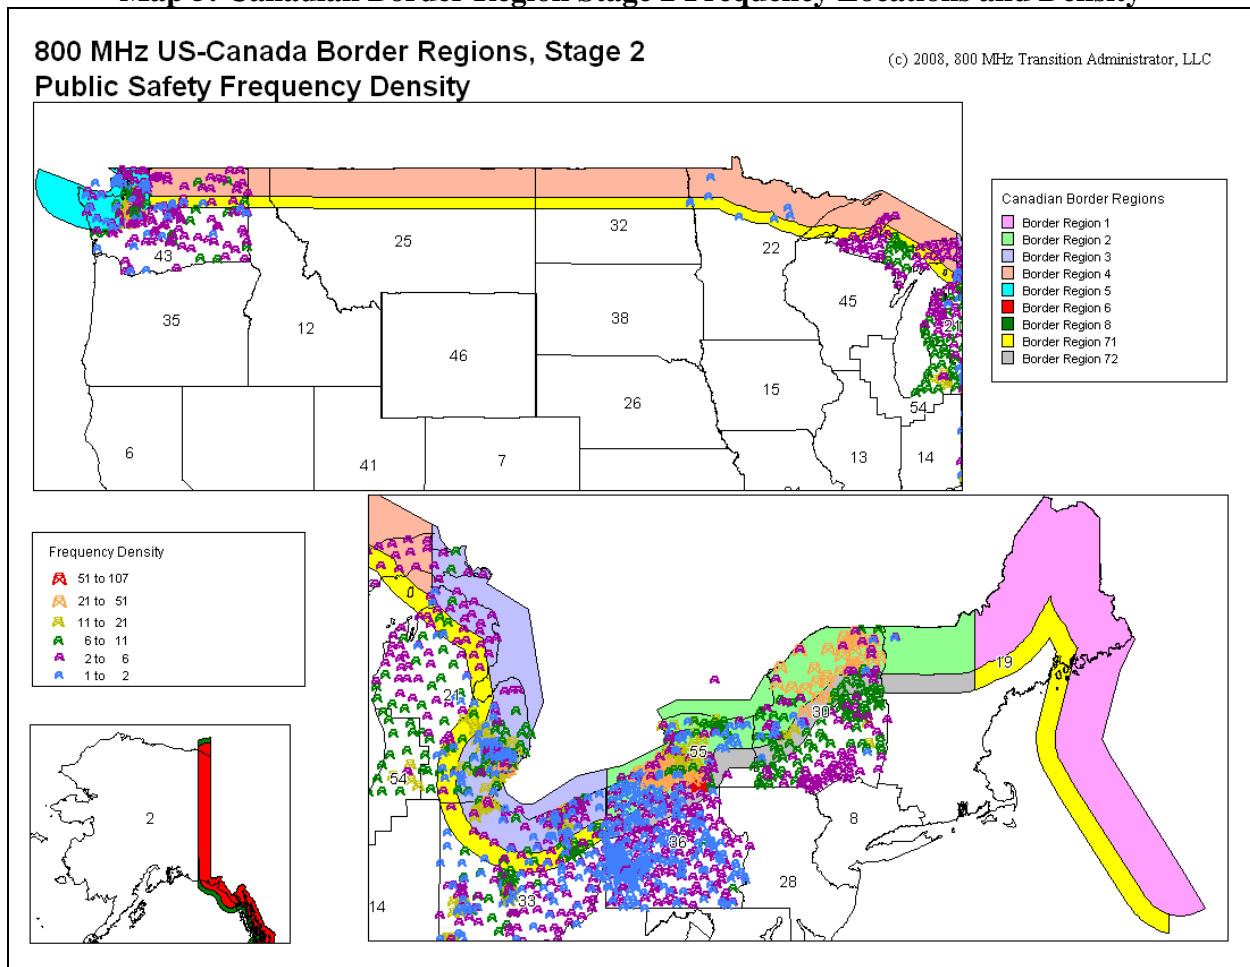 800 MHz US-Canada Border Regions, Stage 2
Public Safety Frequency Density
(c) 2008, 800 MHz Transition Administrator, LLC
43
35
12
25
46
32
38
26
22
45
15
21
54
6
41
7
13
14
Canadian Border Regions
Border Region 1
Border Region 2
Border Region 3
Border Region 4
Border Region 5
Border Region 6
Border Region 8
Border Region 71
Border Region 72
Frequency Density
51 to 107
21 to 51
11 to 21
6 to 11
2 to 6
1 to 2
2
21
54
14
33
36
55
30
19
8
28